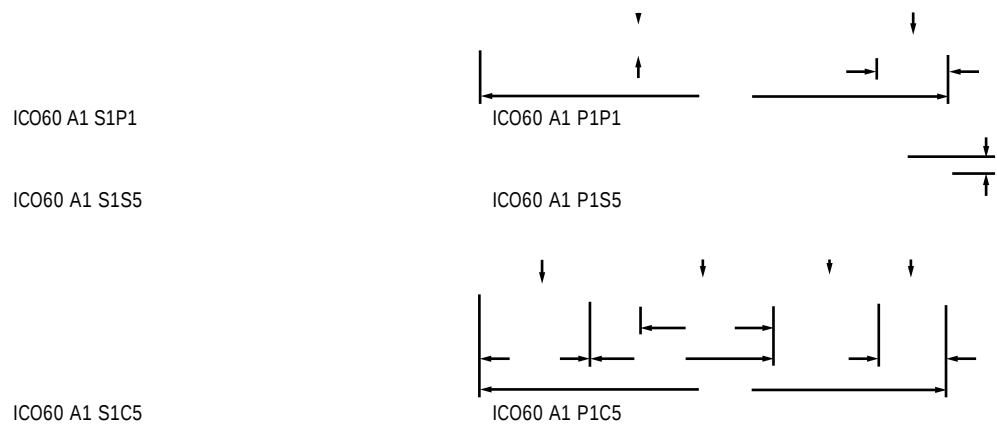 ICO60 A1 S1P1
ICO60 A1 P1P1
ICO60 A1 S1S5
ICO60 A1 P1S5
ICO60 A1 S1C5
ICO60 A1 P1C5